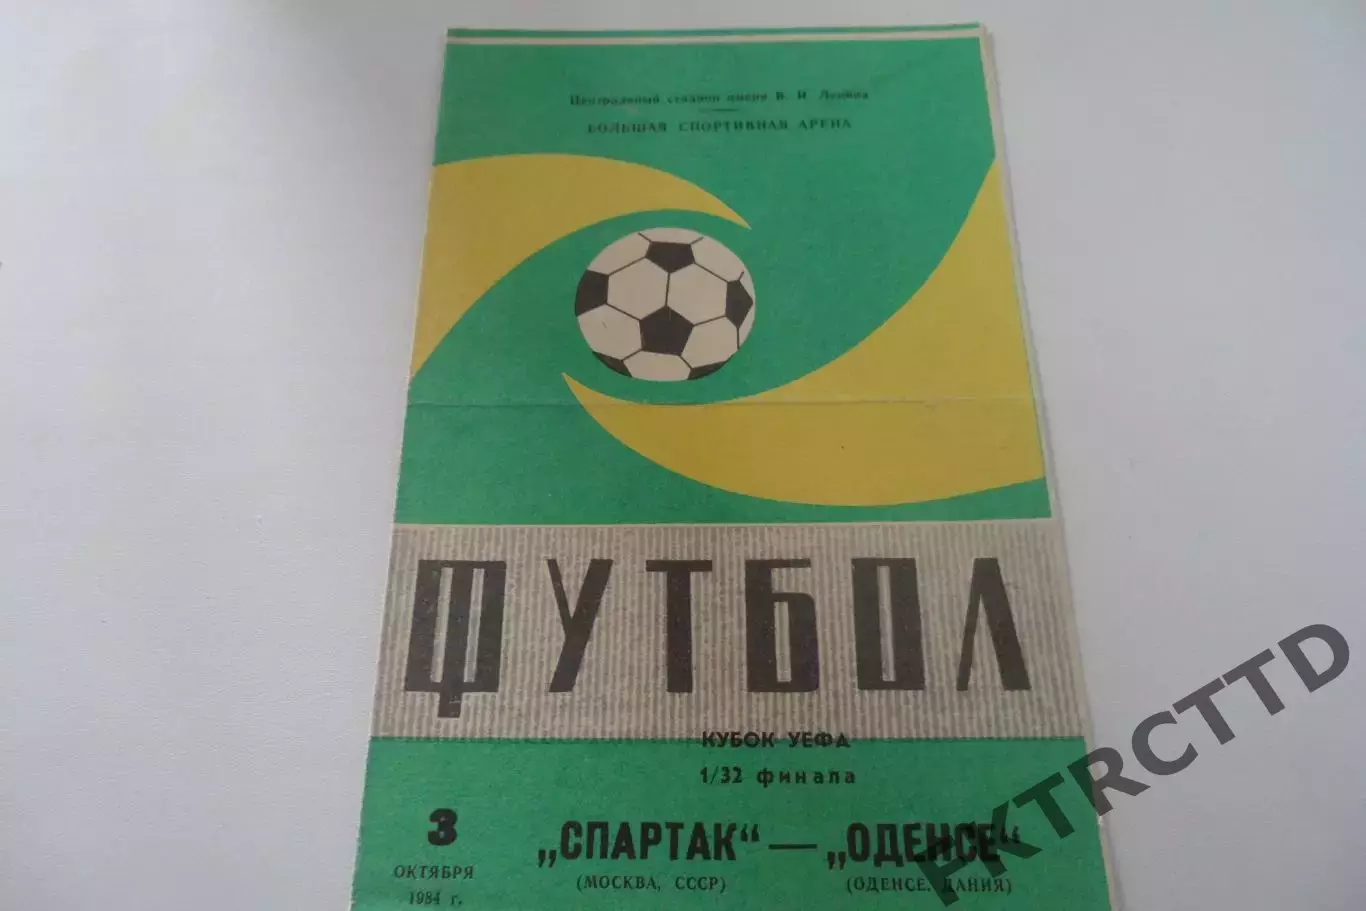 Центральный стадион имени В. И. Ленина
БОЛЬШАЯ СПОРТИВНАЯ АРЕНА
ФУТБОЛ
КУБОК УЕФА
1/32 финала
3
ОКТЯБРЯ
1984 г.
„СПАРТАК“ — „ОДЕНСЕ“
(МОСКВА, СССР) (ОДЕНСЕ, ДАНИЯ)
PKTRCTTD